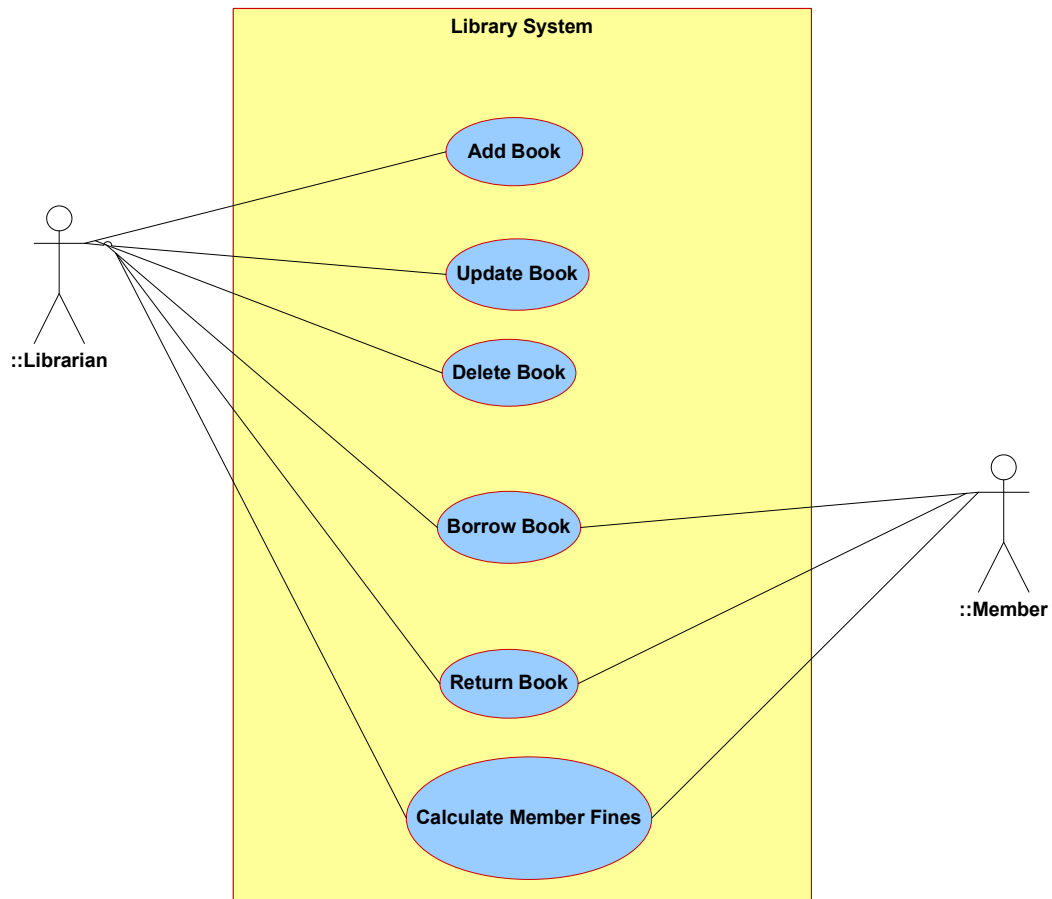 Library System
Add Book
Update Book
::Librarian
Delete Book
Borrow Book
::Member
Return Book
Calculate Member Fines